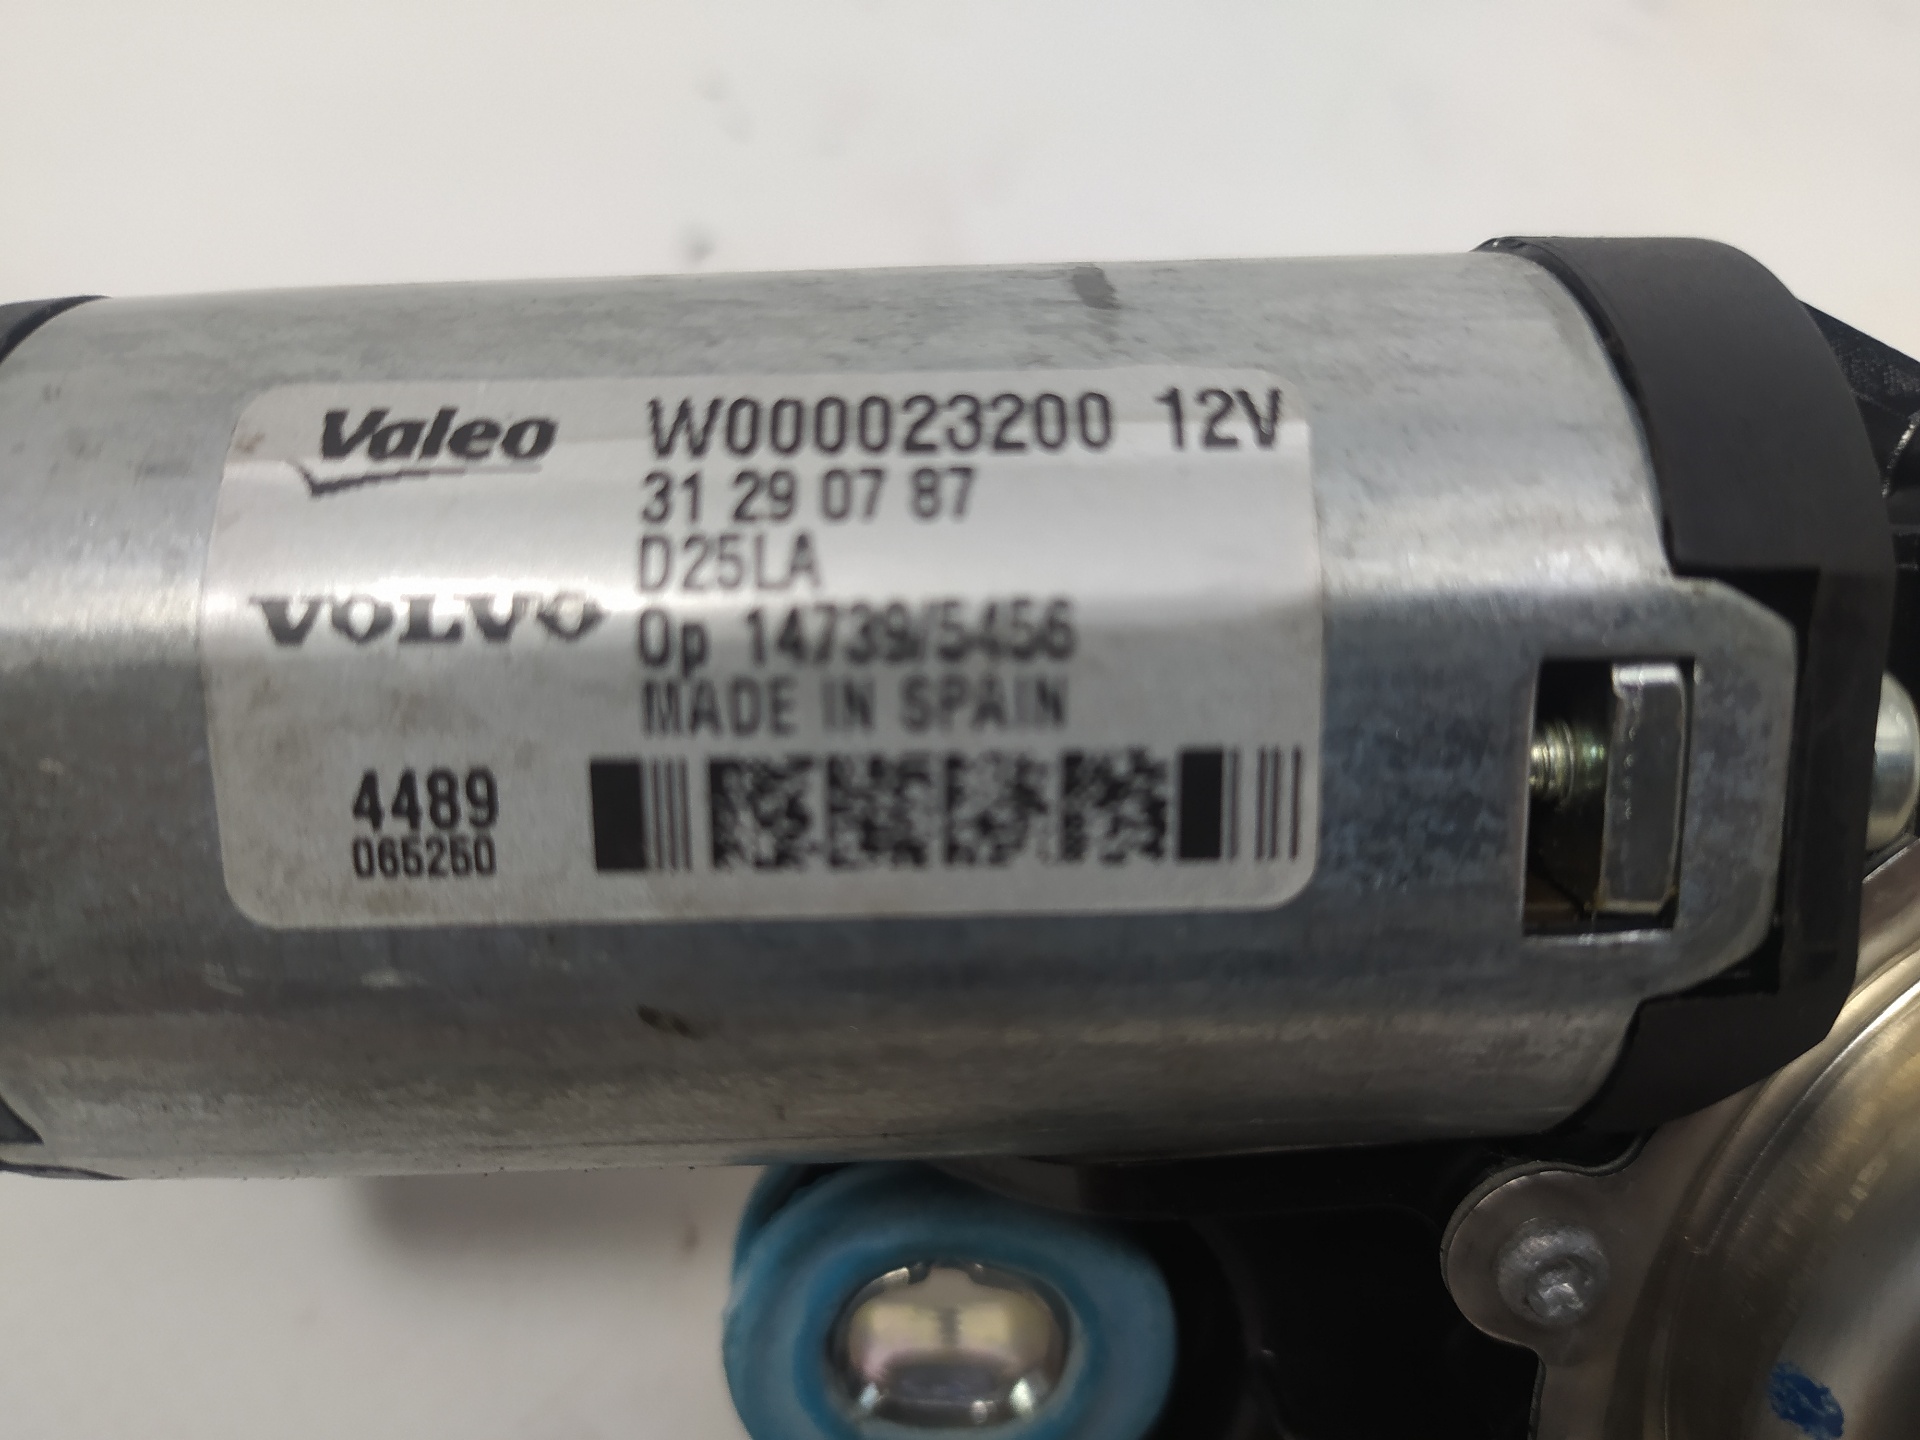 Valeo W000023200 12V
31 29 07 87
D25LA
VOLVO Op 14739/5456
MADE IN SPAIN
4489
065250